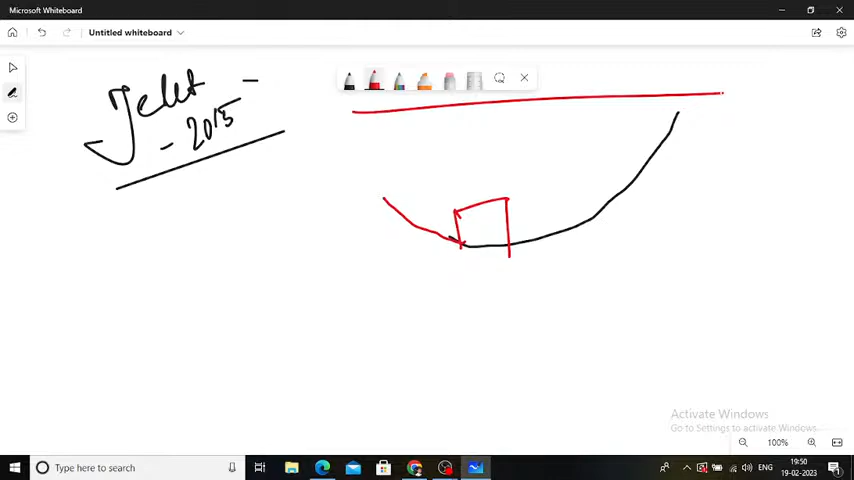 Microsoft Whiteboard
Untitled whiteboard
- 2015
Activate Windows
Go to Settings to activate Windows.
100%
Type here to search
ENG
19:50
19-02-2023